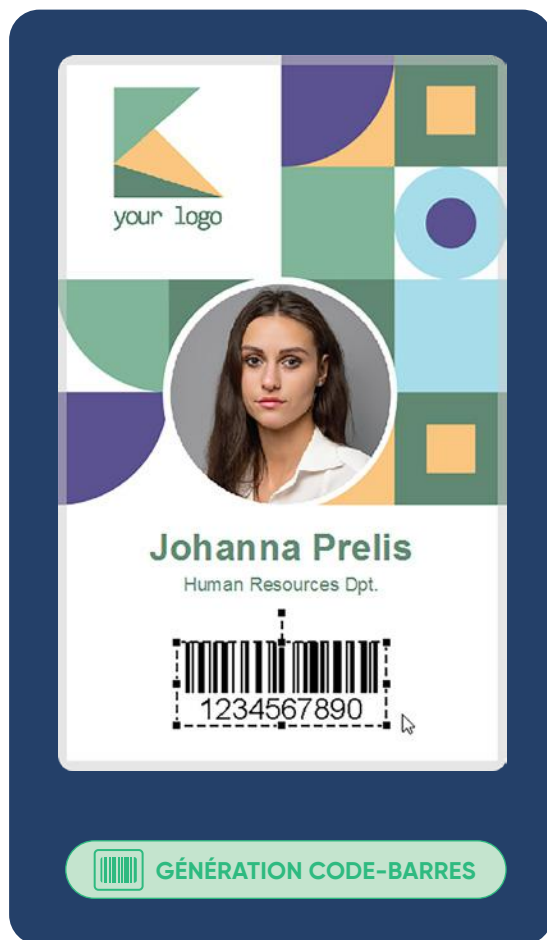 your logo
Johanna Prelis
Human Resources Dpt.
1234567890
GÉNÉRATION CODE-BARRES